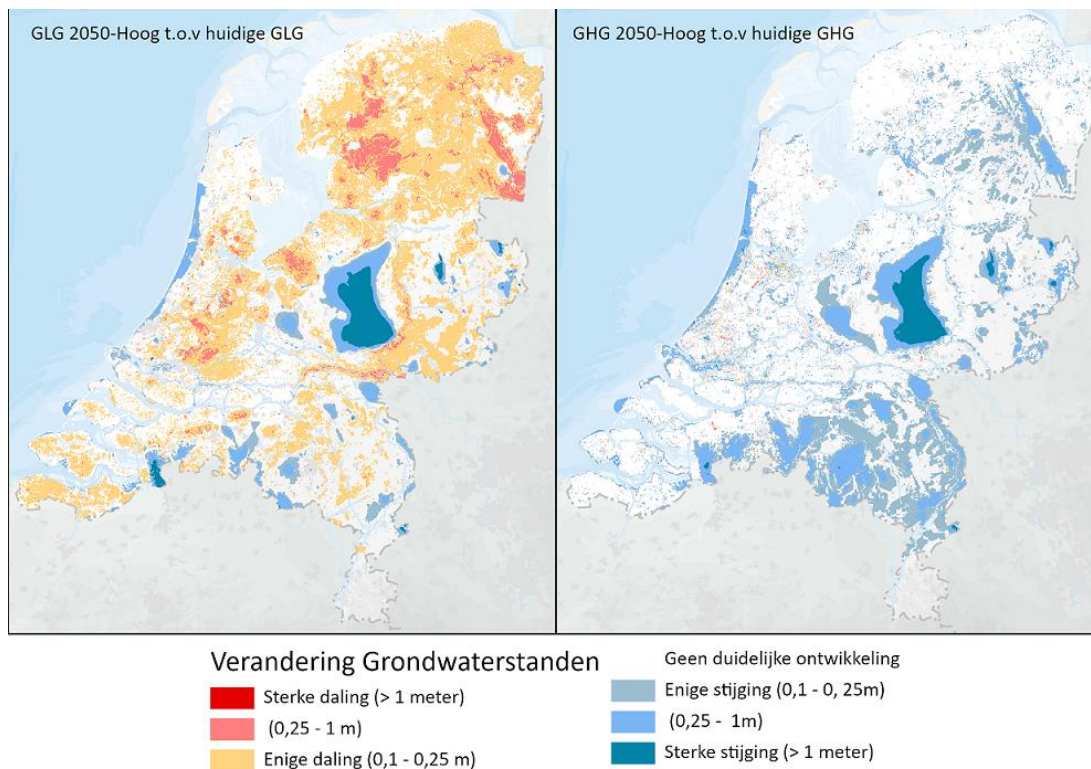 GLG 2050-Hoog t.o.v huidige GLG
GHG 2050-Hoog t.o.v huidige GHG
Verandering Grondwaterstanden
Sterke daling (> 1 meter)
(0,25 - 1 m)
Enige daling (0,1 - 0,25 m)
Geen duidelijke ontwikkeling
Enige stijging (0,1 - 0, 25m)
(0,25 - 1m)
Sterke stijging (> 1 meter)